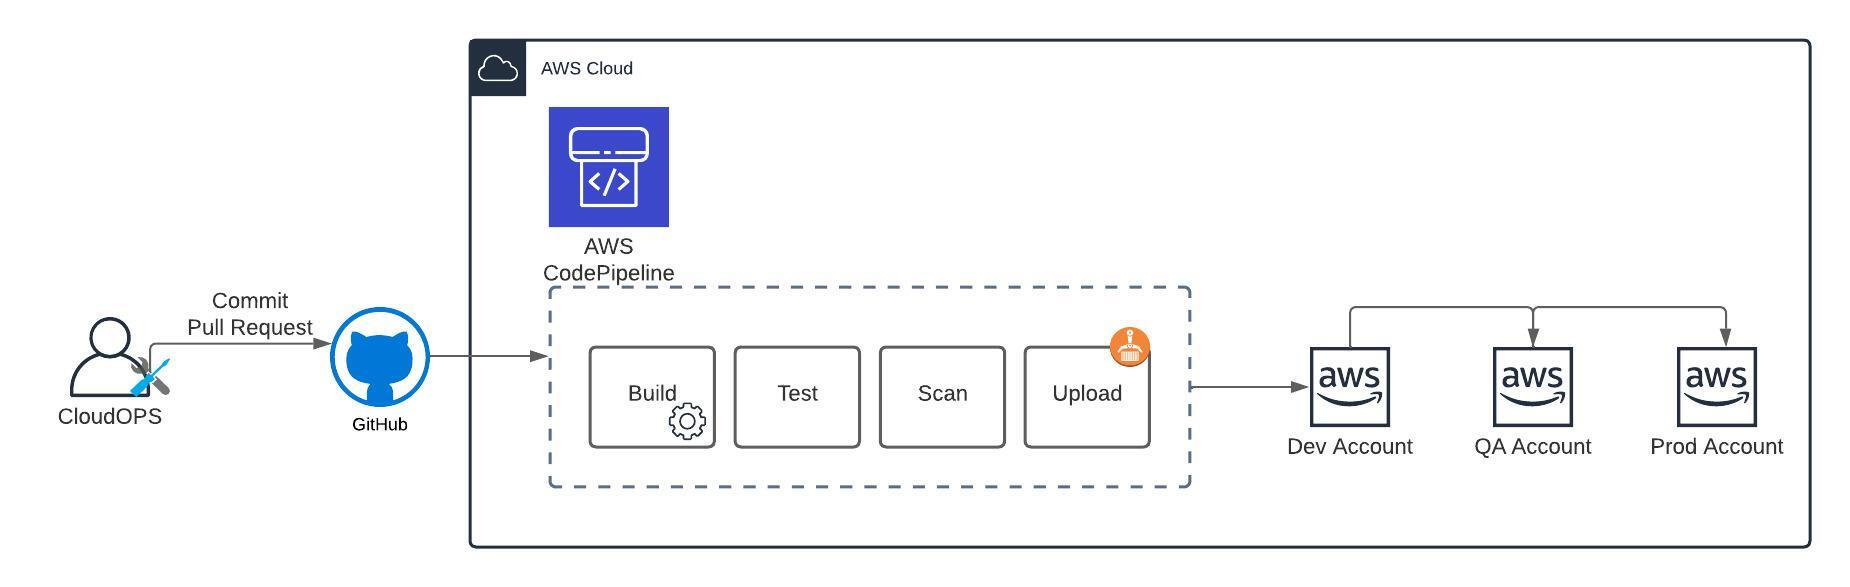 AWS Cloud
AWS
CodePipeline
Commit
Pull Request
CloudOPS
GitHub
Build
Test
Scan
Upload
aws
aws
aws
Dev Account
QA Account
Prod Account